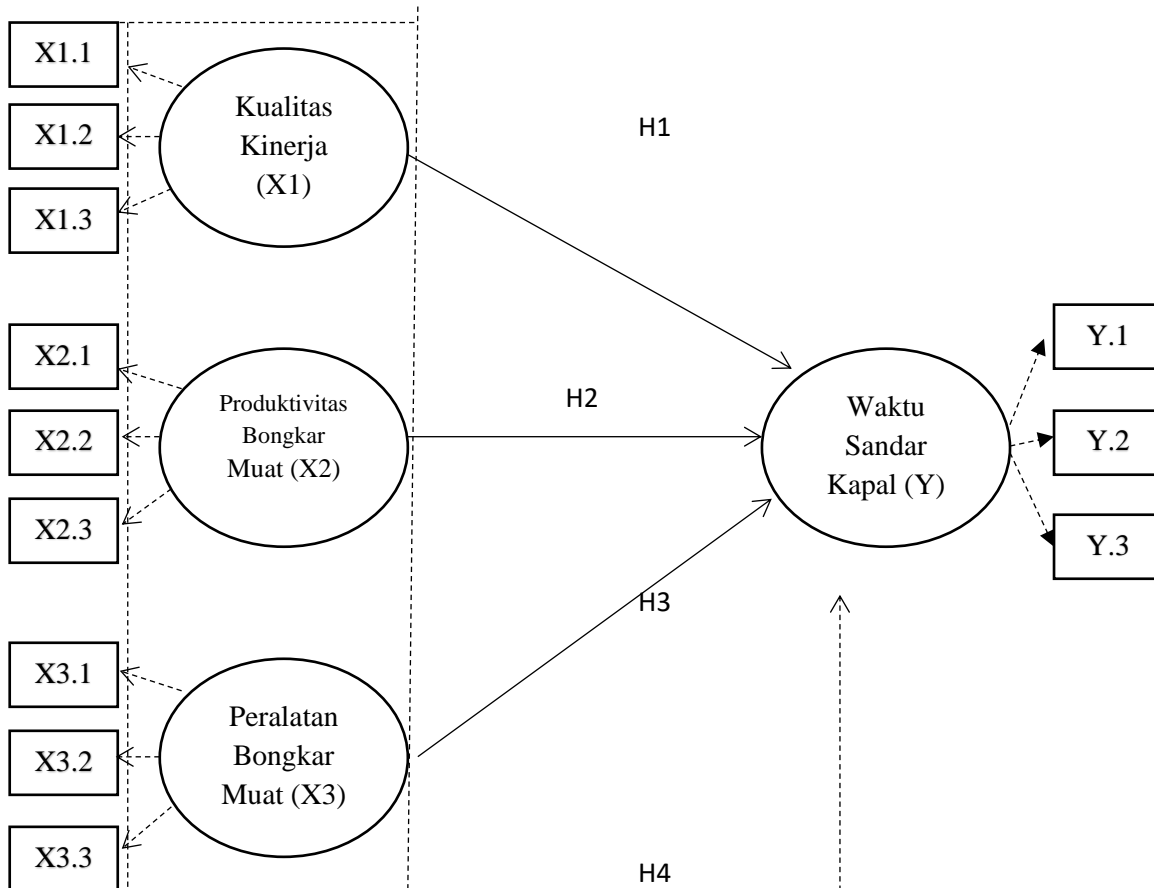 X1.1
X1.2
X1.3
Kualitas
Kinerja
(X1)
H1
X2.1
X2.2
X2.3
Produktivitas
Bongkar
Muat (X2)
H2
Waktu
Sandar
Kapal (Y)
Y.1
Y.2
Y.3
H3
X3.1
X3.2
X3.3
Peralatan
Bongkar
Muat (X3)
H4